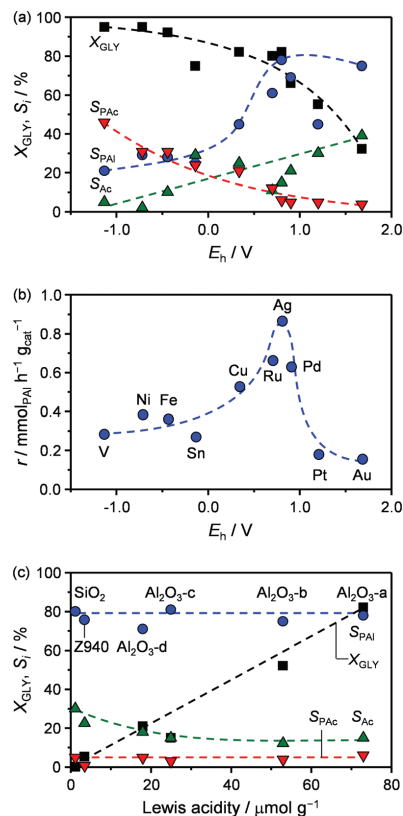 (a)
100
80
60
40
20
0
X_GLY, S_i / %
X_GLY
S_PAc
S_PAl
S_Ac
-1.0 0.0 1.0 2.0
E_h / V
(b)
1.0
0.8
0.6
0.4
0.2
0.0
r / mmol_PAl h⁻¹ g_cat⁻¹
Ag
Ni Fe
Cu
Ru
Pd
V
Sn
Pt
Au
-1.0 0.0 1.0 2.0
E_h / V
(c)
100
80
60
40
20
0
X_GLY, S_i / %
SiO₂
Al₂O₃-c
Al₂O₃-b
Al₂O₃-a
Z940
Al₂O₃-d
S_PAl
X_GLY
S_PAc
S_Ac
0 20 40 60 80
Lewis acidity / μmol g⁻¹